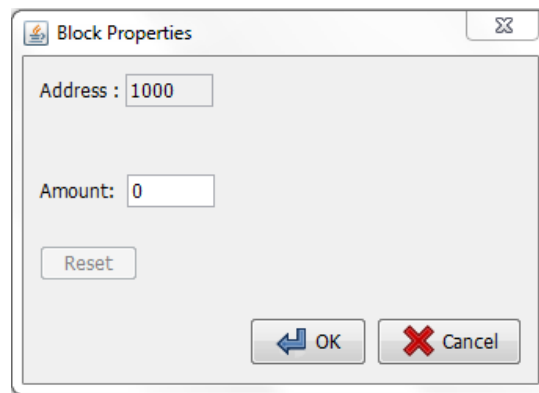 Block Properties
Address : 1000
Amount: 0
Reset
OK Cancel